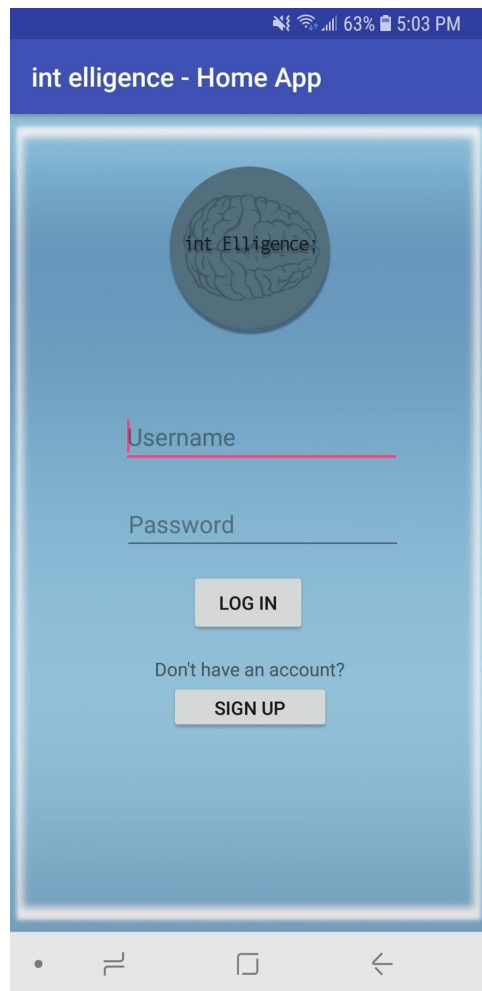 63% 5:03 PM
int elligence - Home App
int Elligence;
Username
Password
LOG IN
Don't have an account?
SIGN UP